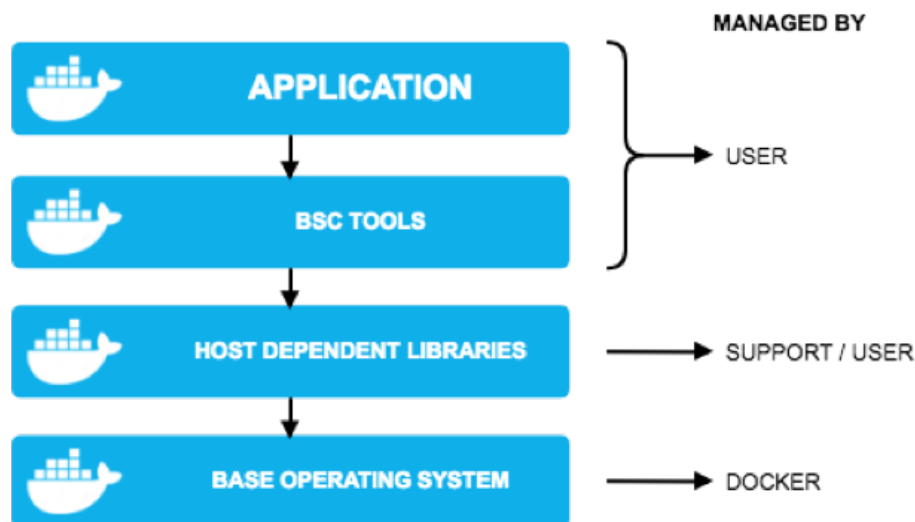 MANAGED BY
APPLICATION
USER
BSC TOOLS
HOST DEPENDENT LIBRARIES
SUPPORT / USER
BASE OPERATING SYSTEM
DOCKER